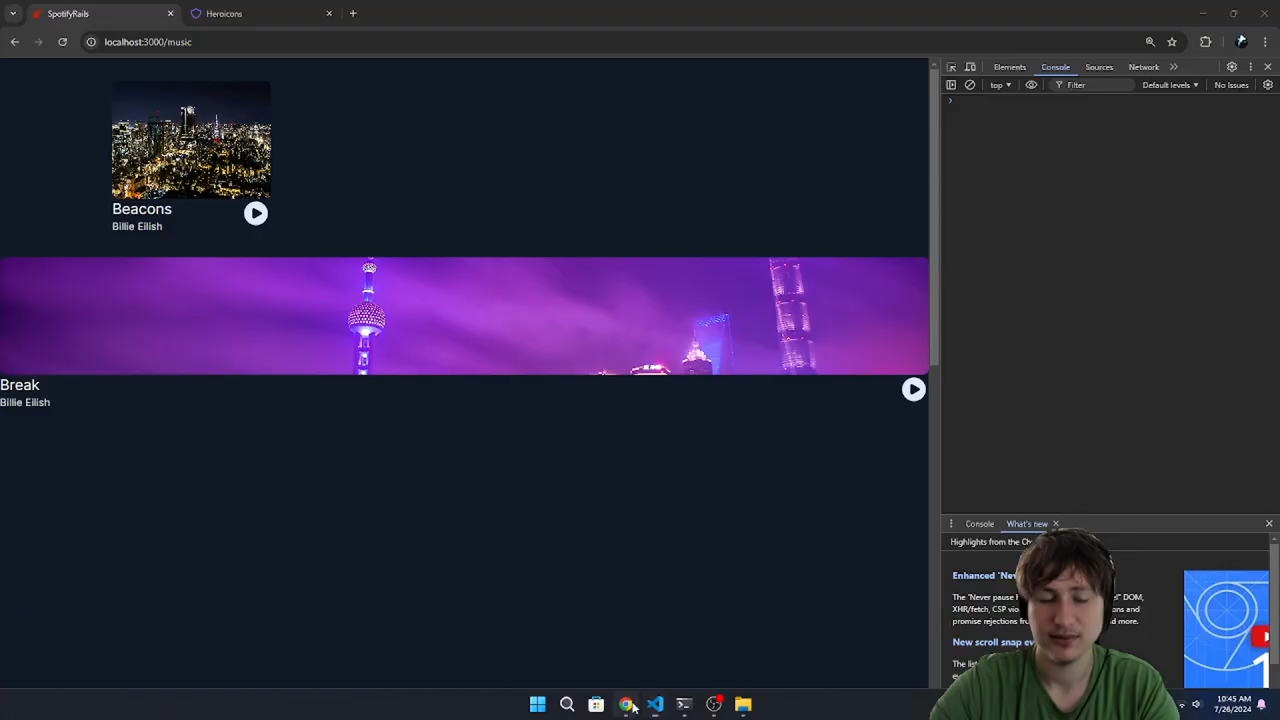 SpotifyRails
Heroicons
localhost:3000/music
Elements
Console
Sources
Network
top
Filter
Default levels
No Issues
Beacons
Billie Eilish
Break
Billie Eilish
Console
What's new
Highlights from the Ch
Enhanced "Nev
The "Never pause
DOM,
XHR/fetch, CSP vio
ons and
promise rejections fro
d more.
New scroll snap ev
The lis
10:45 AM
7/26/2024